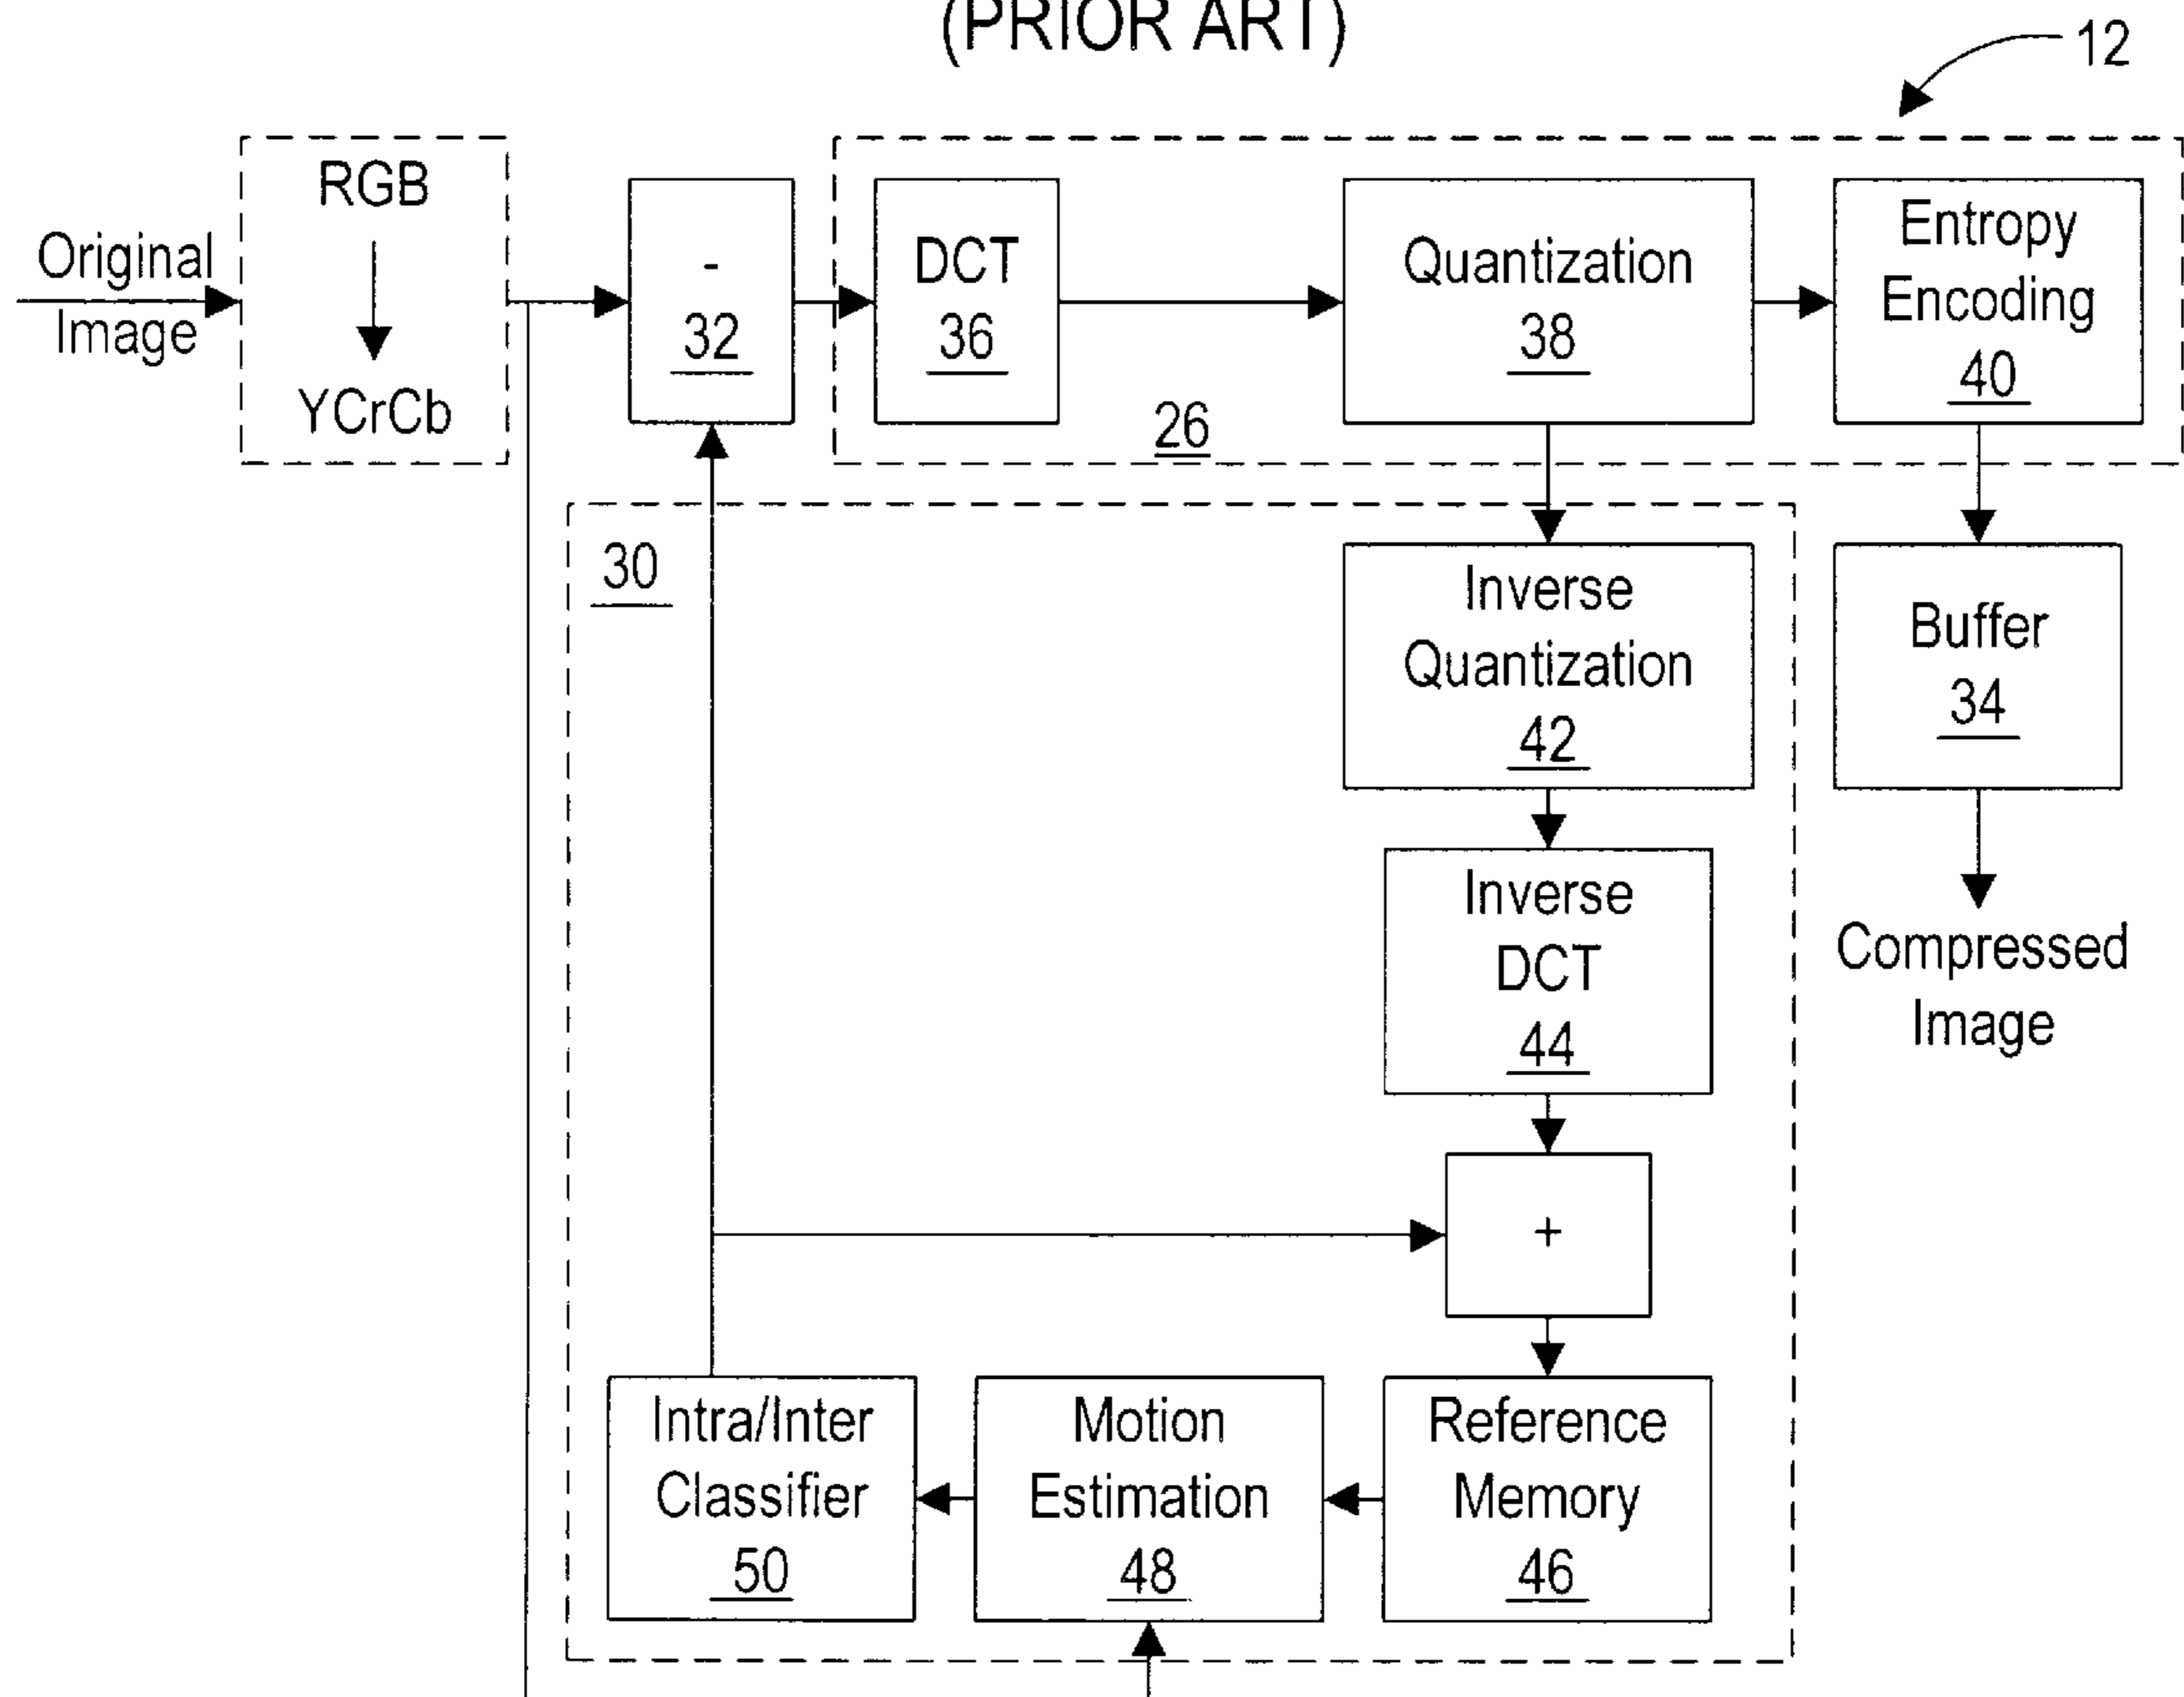 (PRIOR ART)
12
Original
Image
RGB
YCrCb
-
32
DCT
36
Quantization
38
Entropy
Encoding
40
26
30
Inverse
Quantization
42
Buffer
34
Inverse
DCT
44
Compressed
Image
+
Intra/Inter
Classifier
50
Motion
Estimation
48
Reference
Memory
46